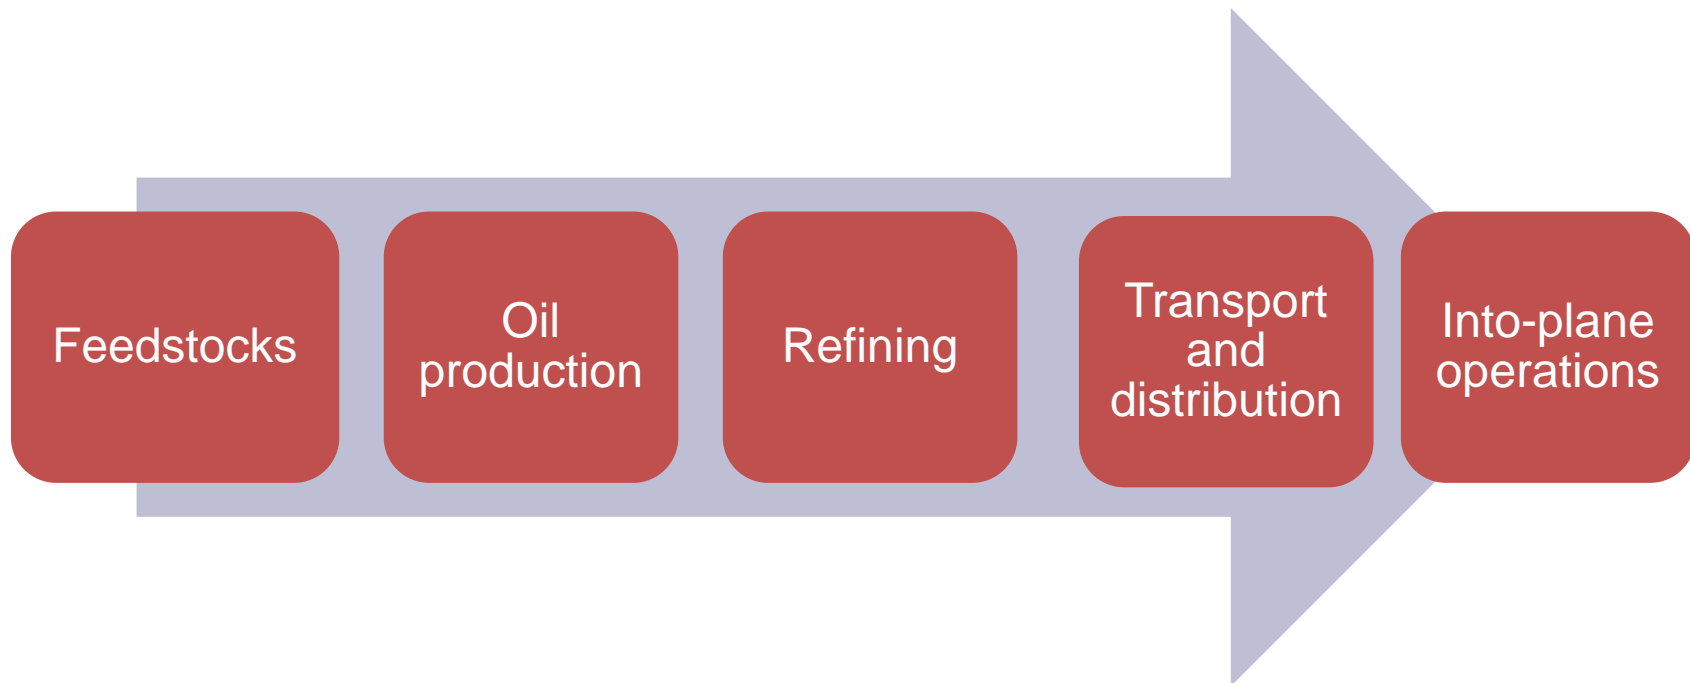 Feedstocks
Oil
production
Refining
Transport
and
distribution
Into-plane
operations